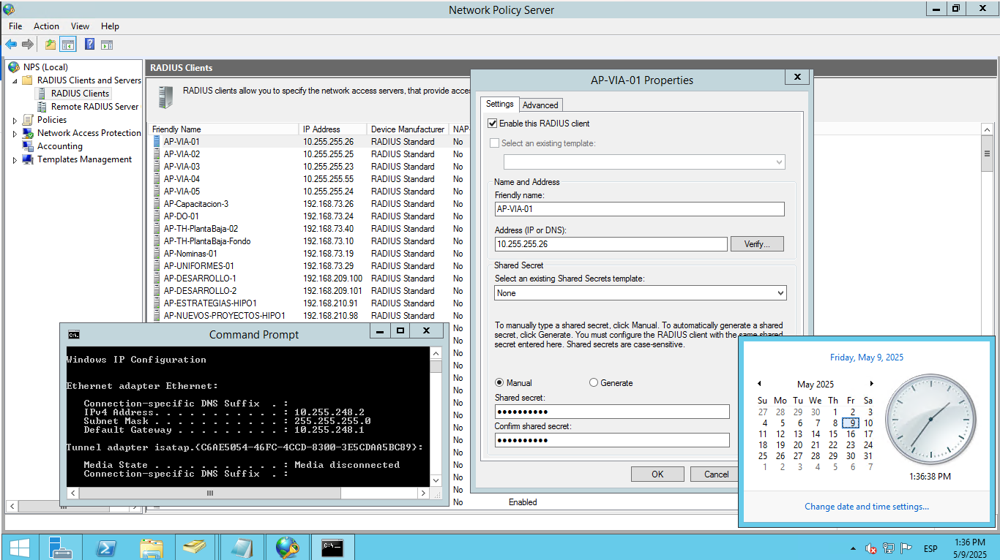 Network Policy Server
File Action View Help
NPS (Local)
RADIUS Clients and Servers
RADIUS Clients
Remote RADIUS Server
Policies
Network Access Protection
Accounting
Templates Management
RADIUS Clients
RADIUS clients allow you to specify the network access servers, that provide acce
Friendly Name IP Address Device Manufacturer NAP-
AP-VIA-01 10.255.255.26 RADIUS Standard No
AP-VIA-02 10.255.255.25 RADIUS Standard No
AP-VIA-03 10.255.255.23 RADIUS Standard No
AP-VIA-04 10.255.255.55 RADIUS Standard No
AP-VIA-05 10.255.255.24 RADIUS Standard No
AP-Capacitacion-3 192.168.73.26 RADIUS Standard No
AP-DO-01 192.168.73.24 RADIUS Standard No
AP-TH-PlantaBaja-02 192.168.73.40 RADIUS Standard No
AP-TH-PlantaBaja-Fondo 192.168.73.10 RADIUS Standard No
AP-Nominas-01 192.168.73.19 RADIUS Standard No
AP-UNIFORMES-01 192.168.73.29 RADIUS Standard No
AP-DESARROLLO-1 192.168.209.100 RADIUS Standard No
AP-DESARROLLO-2 192.168.209.101 RADIUS Standard No
AP-ESTRATEGIAS-HIPO1 192.168.210.91 RADIUS Standard No
AP-NUEVOS-PROYECTOS-HIPO1 192.168.210.98 RADIUS Standard No
No
No
No
No
No
No
No
No
No
No
No
No
No
No
No Enabled
AP-VIA-01 Properties
Settings Advanced
Enable this RADIUS client
Select an existing template:
Name and Address
Friendly name:
AP-VIA-01
Address (IP or DNS):
10.255.255.26
Verify...
Shared Secret
Select an existing Shared Secrets template:
None
To manually type a shared secret, click Manual. To automatically generate a shared
secret, click Generate. You must configure the RADIUS client with the same shared
secret entered here. Shared secrets are case-sensitive.
Manual Generate
Shared secret:
••••••••••
Confirm shared secret:
••••••••••
OK Cancel
Command Prompt
Windows IP Configuration
Ethernet adapter Ethernet:
Connection-specific DNS Suffix . :
IPv4 Address. . . . . . . . . . . : 10.255.248.2
Subnet Mask . . . . . . . . . . . : 255.255.255.0
Default Gateway . . . . . . . . . : 10.255.248.1
Tunnel adapter isatap.{C6AE5054-46FC-4CCD-8300-3E5CDAA5BC89}:
Media State . . . . . . . . . . . : Media disconnected
Connection-specific DNS Suffix . :
Friday, May 9, 2025
May 2025
Su Mo Tu We Th Fr Sa
27 28 29 30 1 2 3
4 5 6 7 8 9 10
11 12 13 14 15 16 17
18 19 20 21 22 23 24
25 26 27 28 29 30 31
1 2 3 4 5 6 7
1:36:38 PM
Change date and time settings...
ESP
1:36 PM
5/9/2025